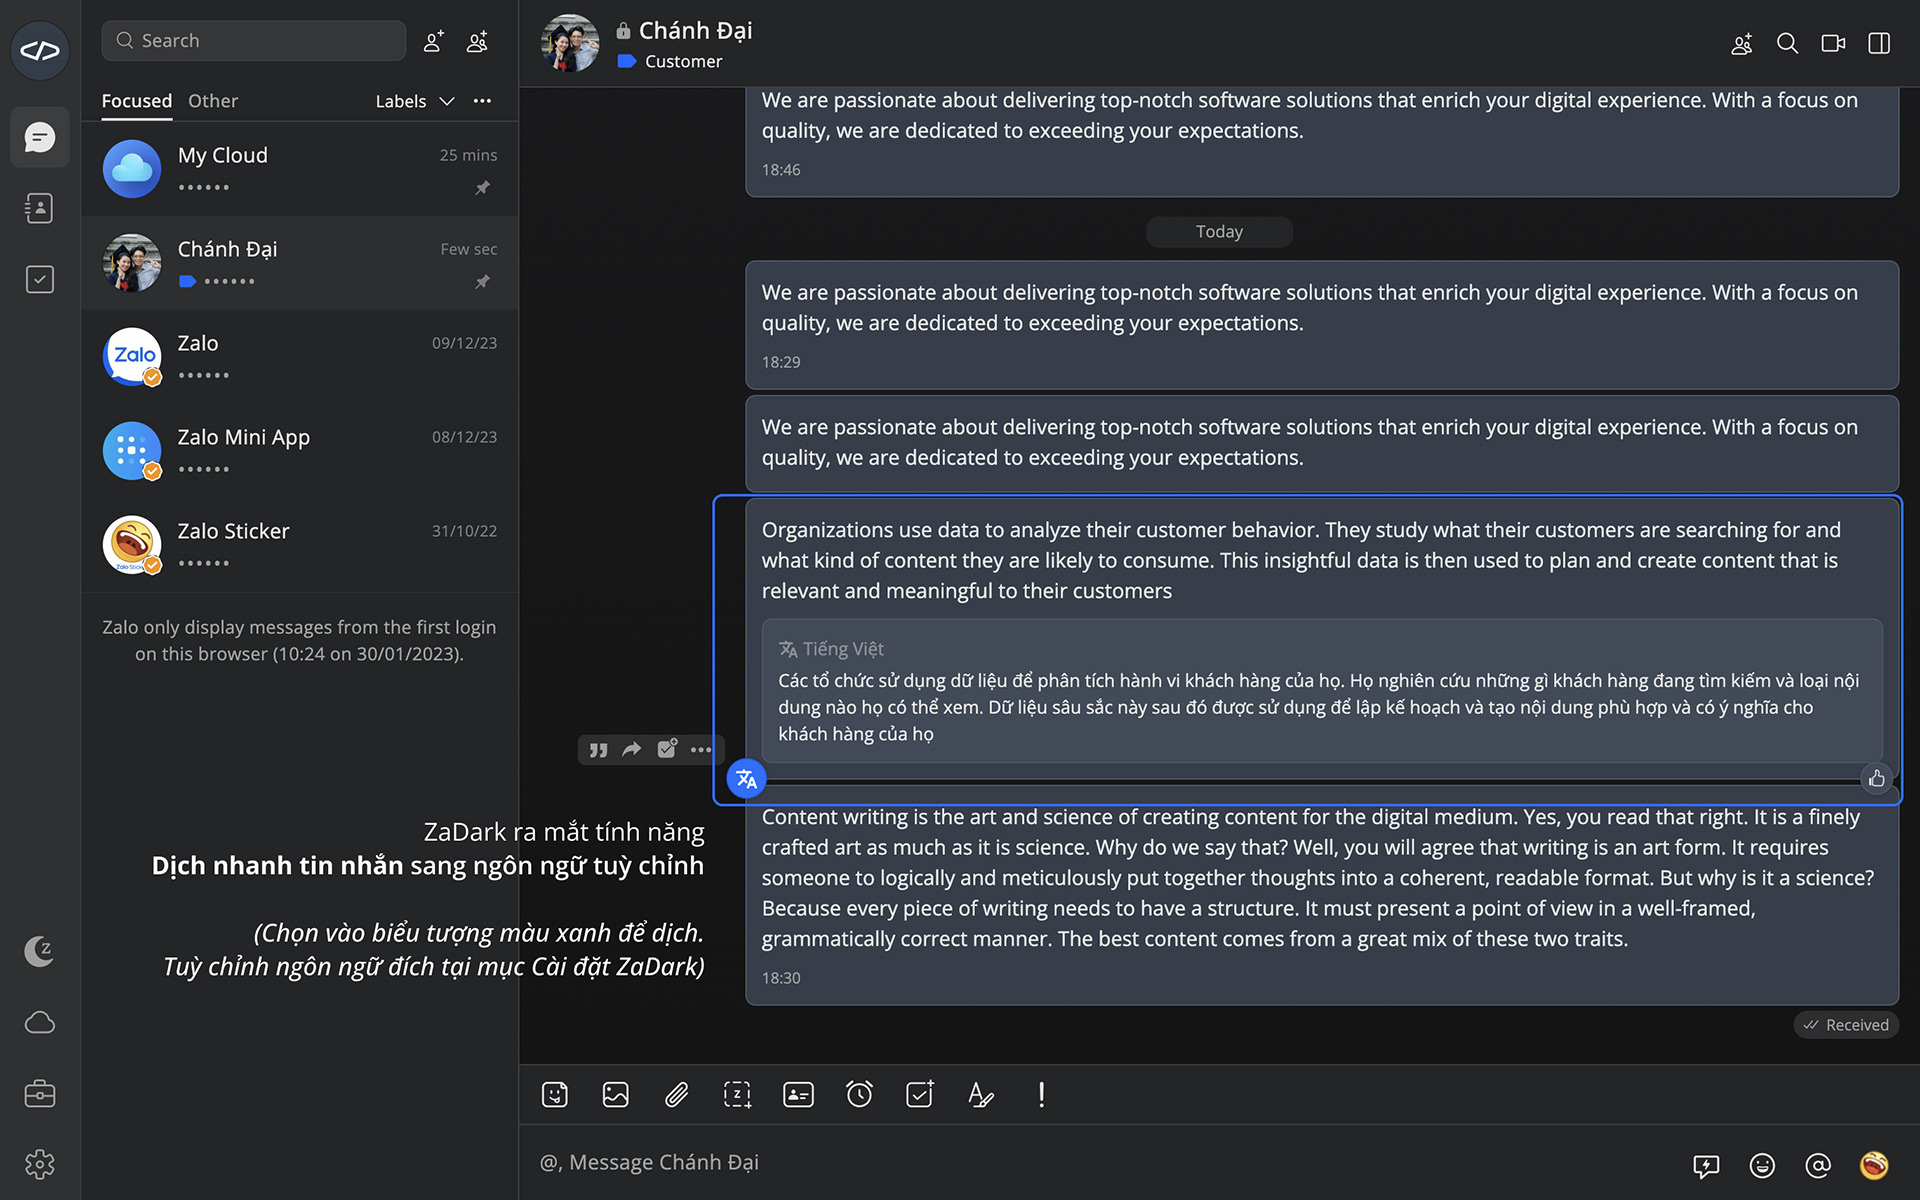 Search
Focused
Other
Labels
My Cloud
25 mins
Chánh Đại
Few sec
Zalo
Zalo
09/12/23
Zalo Mini App
08/12/23
Zalo Sticker
31/10/22
Zalo only display messages from the first login
on this browser (10:24 on 30/01/2023).
ZaDark ra mắt tính năng
Dịch nhanh tin nhắn sang ngôn ngữ tuỳ chỉnh
(Chọn vào biểu tượng màu xanh để dịch.
Tuỳ chỉnh ngôn ngữ đích tại mục Cài đặt ZaDark)
Chánh Đại
Customer
We are passionate about delivering top-notch software solutions that enrich your digital experience. With a focus on
quality, we are dedicated to exceeding your expectations.
18:46
Today
We are passionate about delivering top-notch software solutions that enrich your digital experience. With a focus on
quality, we are dedicated to exceeding your expectations.
18:29
We are passionate about delivering top-notch software solutions that enrich your digital experience. With a focus on
quality, we are dedicated to exceeding your expectations.
Organizations use data to analyze their customer behavior. They study what their customers are searching for and
what kind of content they are likely to consume. This insightful data is then used to plan and create content that is
relevant and meaningful to their customers
Tiếng Việt
Các tổ chức sử dụng dữ liệu để phân tích hành vi khách hàng của họ. Họ nghiên cứu những gì khách hàng đang tìm kiếm và loại nội
dung nào họ có thể xem. Dữ liệu sâu sắc này sau đó được sử dụng để lập kế hoạch và tạo nội dung phù hợp và có ý nghĩa cho
khách hàng của họ
Content writing is the art and science of creating content for the digital medium. Yes, you read that right. It is a finely
crafted art as much as it is science. Why do we say that? Well, you will agree that writing is an art form. It requires
someone to logically and meticulously put together thoughts into a coherent, readable format. But why is it a science?
Because every piece of writing needs to have a structure. It must present a point of view in a well-framed,
grammatically correct manner. The best content comes from a great mix of these two traits.
18:30
Received
@, Message Chánh Đại